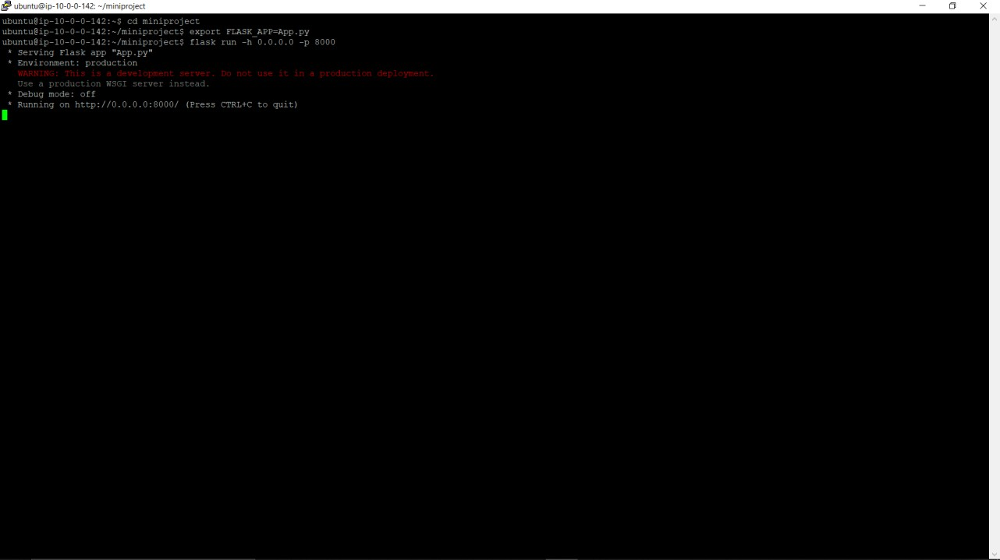 ubuntu@ip-10-0-0-142: ~/miniproject
ubuntu@ip-10-0-0-142:~$ cd miniproject
ubuntu@ip-10-0-0-142:~/miniproject$ export FLASK_APP=App.py
ubuntu@ip-10-0-0-142:~/miniproject$ flask run -h 0.0.0.0 -p 8000
 * Serving Flask app "App.py"
 * Environment: production
   WARNING: This is a development server. Do not use it in a production deployment.
   Use a production WSGI server instead.
 * Debug mode: off
 * Running on http://0.0.0.0:8000/ (Press CTRL+C to quit)